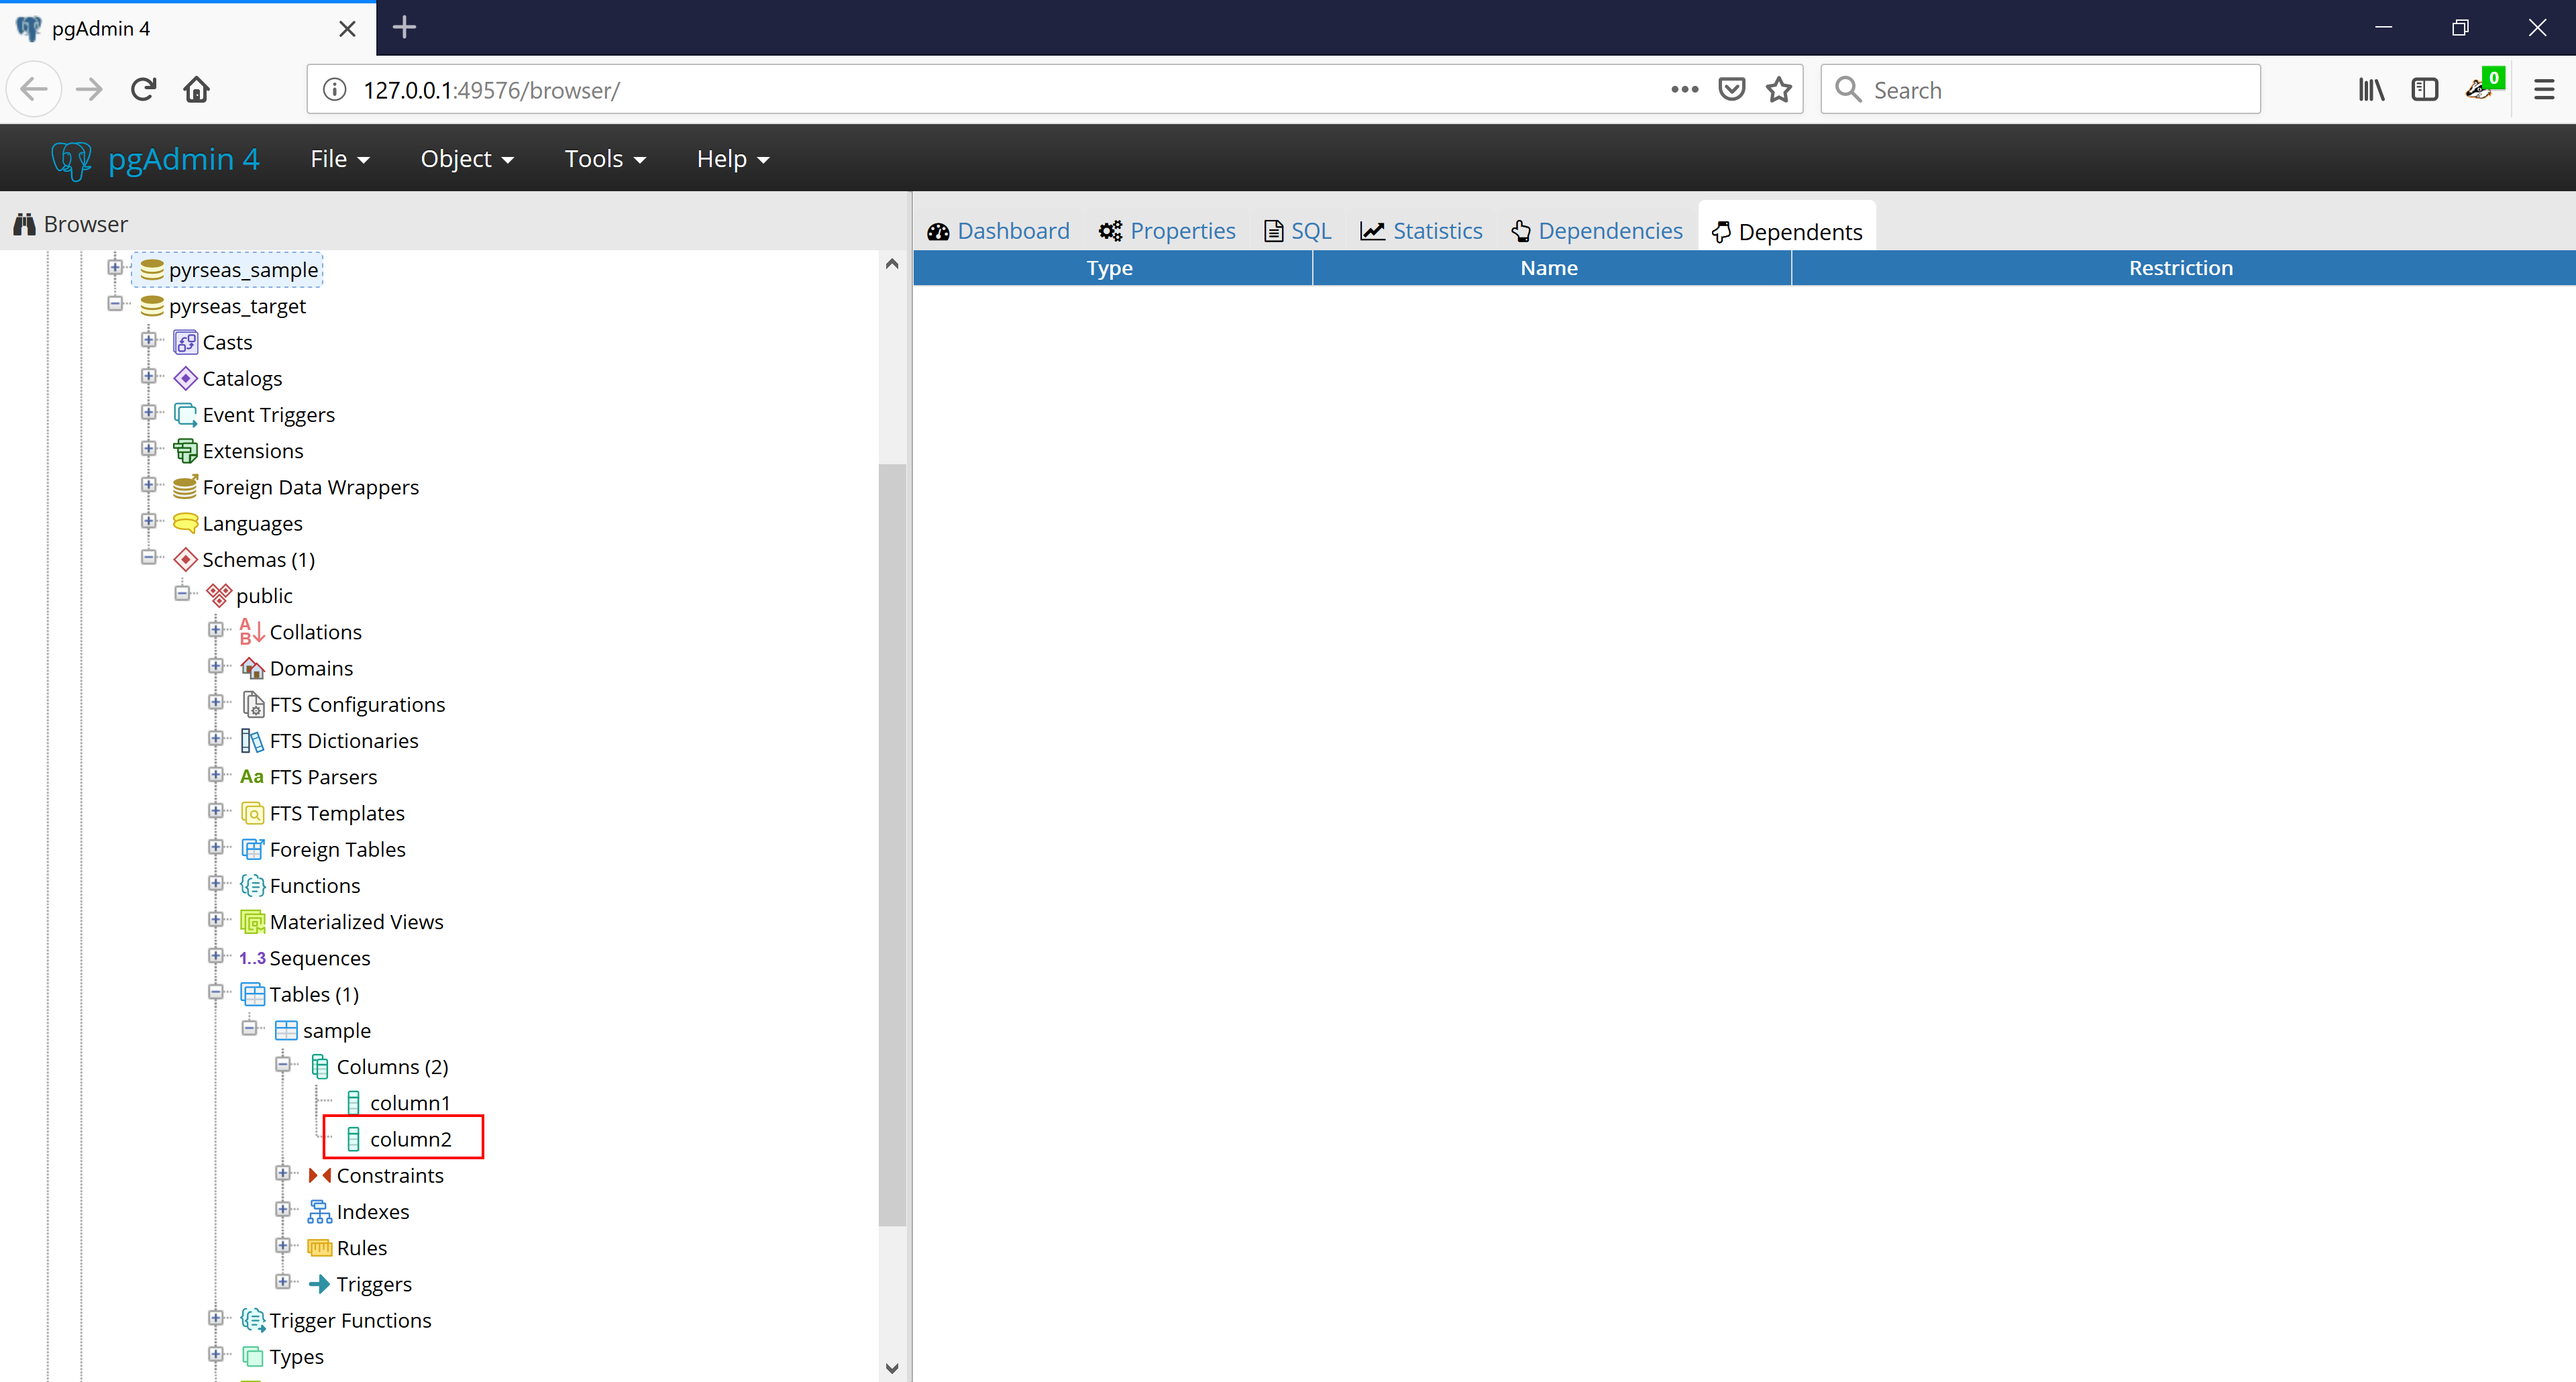 pgAdmin 4
127.0.0.1:49576/browser/
Search
0
pgAdmin 4 File Object Tools Help
Browser
Dashboard Properties SQL Statistics Dependencies Dependents
Type Name Restriction
pyrseas_sample
pyrseas_target
Casts
Catalogs
Event Triggers
Extensions
Foreign Data Wrappers
Languages
Schemas (1)
public
Collations
Domains
FTS Configurations
FTS Dictionaries
Aa FTS Parsers
FTS Templates
Foreign Tables
Functions
Materialized Views
1..3 Sequences
Tables (1)
sample
Columns (2)
column1
column2
Constraints
Indexes
Rules
Triggers
Trigger Functions
Types